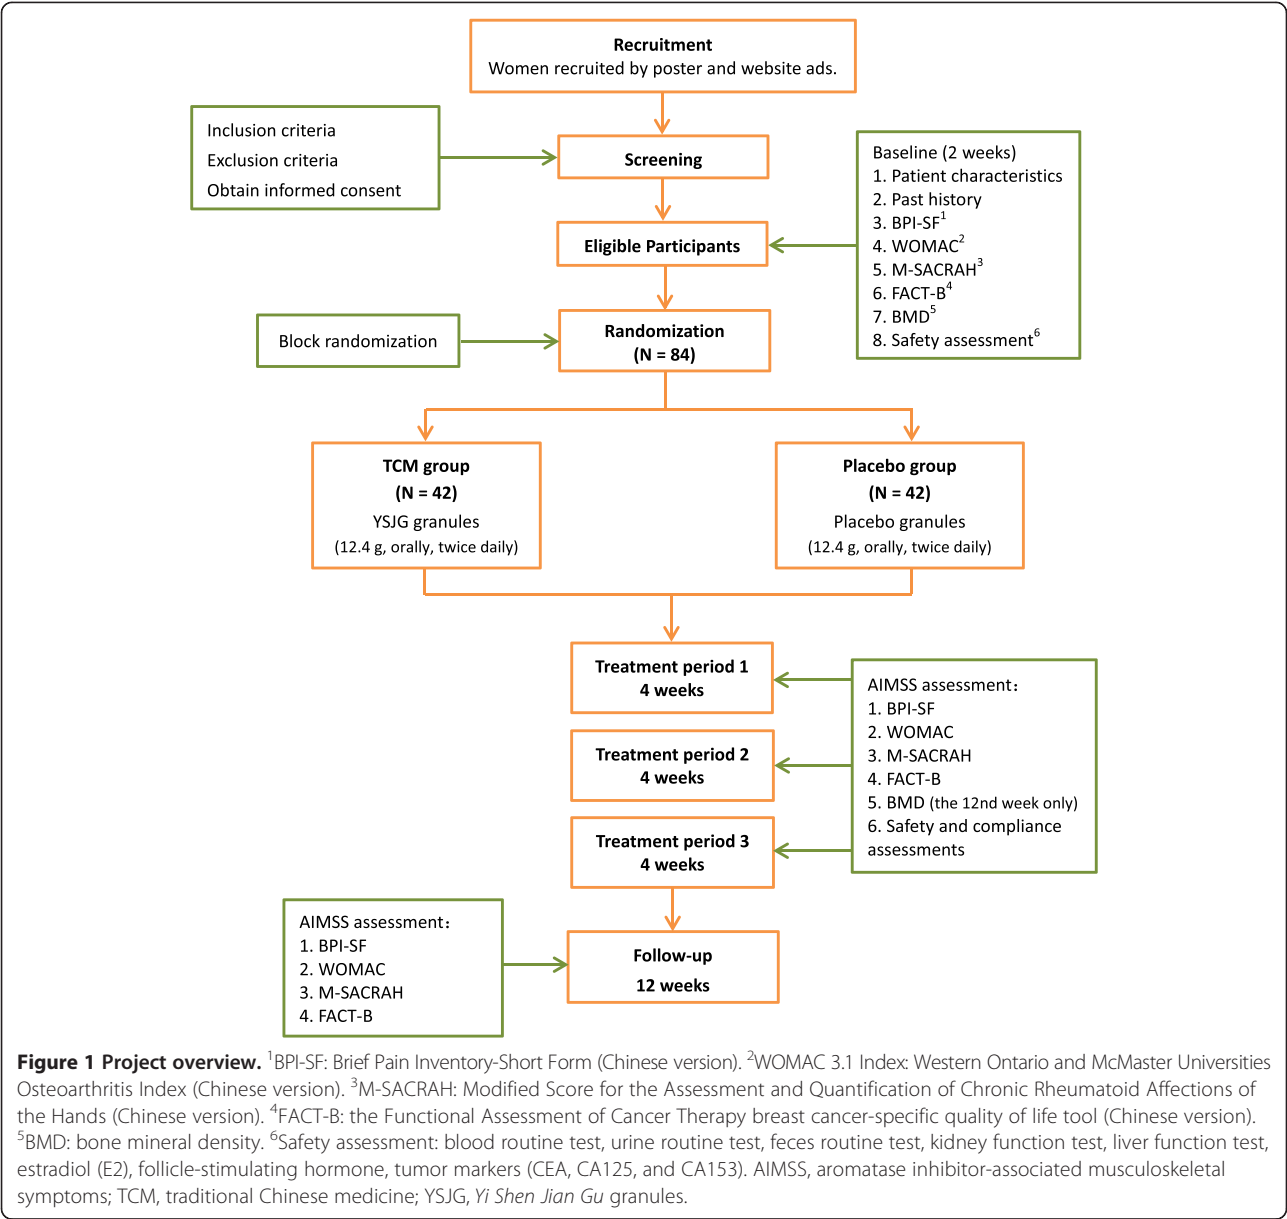 Recruitment
Women recruited by poster and website ads.
Inclusion criteria
Exclusion criteria
Obtain informed consent
Screening
Baseline (2 weeks)
1. Patient characteristics
2. Past history
3. BPI-SF¹
4. WOMAC²
5. M-SACRAH³
6. FACT-B⁴
7. BMD⁵
8. Safety assessment⁶
Eligible Participants
Block randomization
Randomization
(N = 84)
TCM group
(N = 42)
YSJG granules
(12.4 g, orally, twice daily)
Placebo group
(N = 42)
Placebo granules
(12.4 g, orally, twice daily)
Treatment period 1
4 weeks
Treatment period 2
4 weeks
Treatment period 3
4 weeks
AIMSS assessment：
1. BPI-SF
2. WOMAC
3. M-SACRAH
4. FACT-B
5. BMD (the 12nd week only)
6. Safety and compliance
assessments
AIMSS assessment：
1. BPI-SF
2. WOMAC
3. M-SACRAH
4. FACT-B
Follow-up
12 weeks
Figure 1 Project overview. ¹BPI-SF: Brief Pain Inventory-Short Form (Chinese version). ²WOMAC 3.1 Index: Western Ontario and McMaster Universities
Osteoarthritis Index (Chinese version). ³M-SACRAH: Modified Score for the Assessment and Quantification of Chronic Rheumatoid Affections of
the Hands (Chinese version). ⁴FACT-B: the Functional Assessment of Cancer Therapy breast cancer-specific quality of life tool (Chinese version).
⁵BMD: bone mineral density. ⁶Safety assessment: blood routine test, urine routine test, feces routine test, kidney function test, liver function test,
estradiol (E2), follicle-stimulating hormone, tumor markers (CEA, CA125, and CA153). AIMSS, aromatase inhibitor-associated musculoskeletal
symptoms; TCM, traditional Chinese medicine; YSJG, Yi Shen Jian Gu granules.